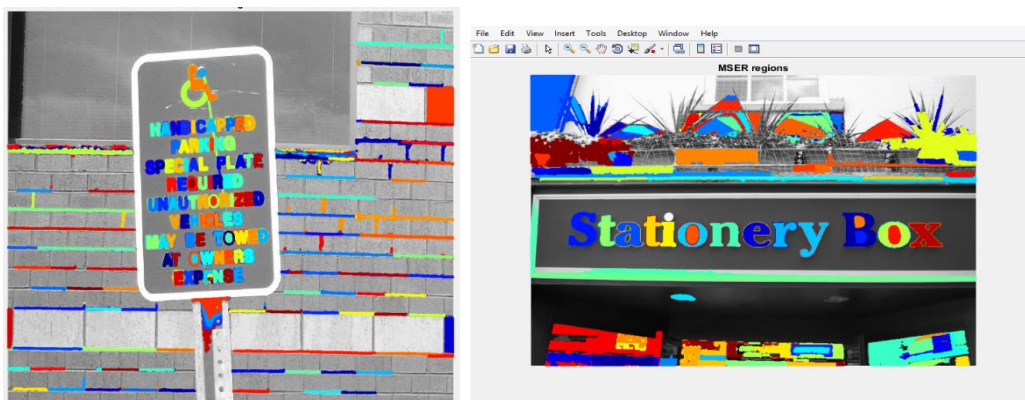 HANDICAPPED
PARKING
SPECIAL PLATE
REQUIRED
UNAUTHORIZED
VEHICLES
MAY BE TOWED
AT OWNERS
EXPENSE
File Edit View Insert Tools Desktop Window Help
MSER regions
Stationery Box